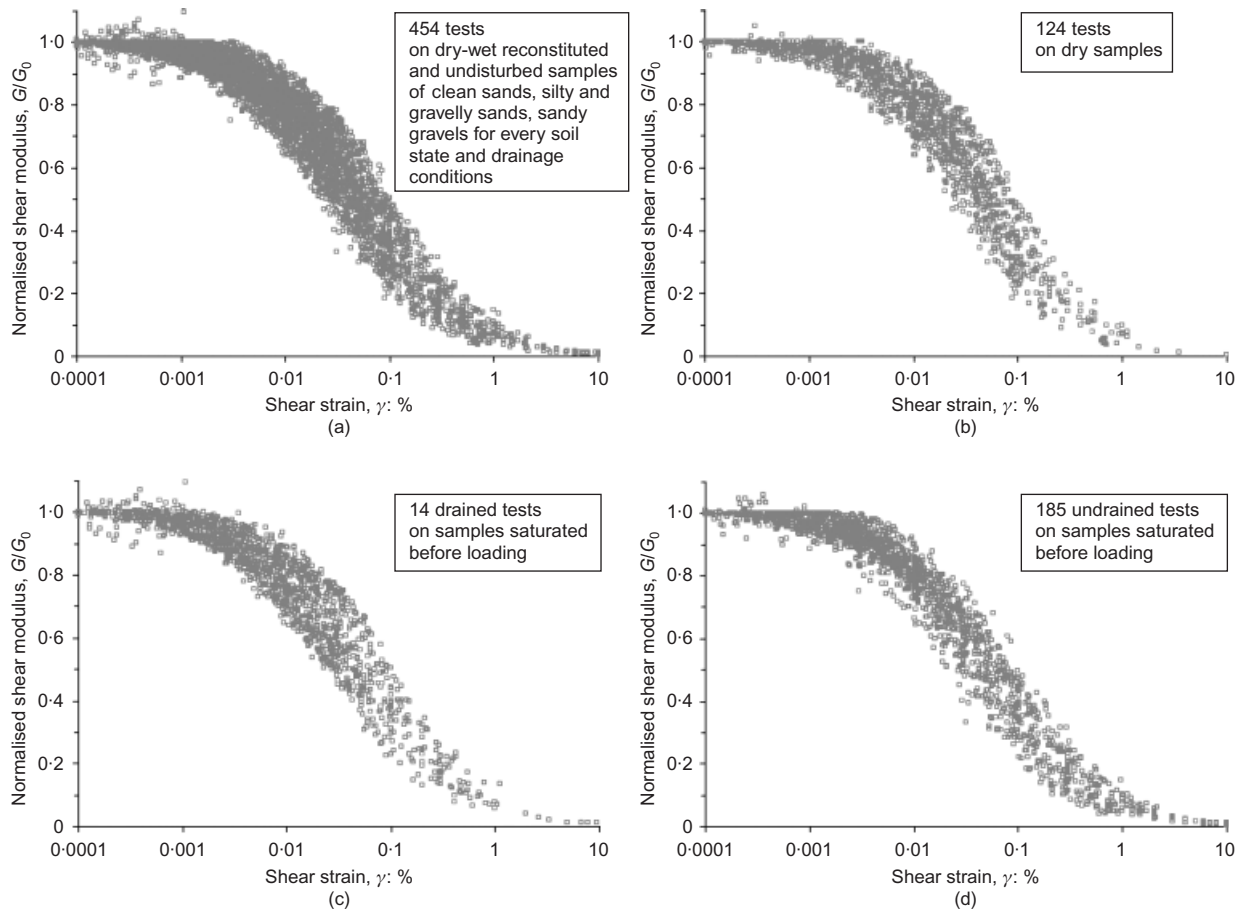 454 tests
on dry-wet reconstituted
and undisturbed samples
of clean sands, silty and
gravelly sands, sandy
gravels for every soil
state and drainage
conditions
Normalised shear modulus, G/G0
1·0
0·8
0·6
0·4
0·2
0
0·0001
0·001
0·01
0·1
1
10
Shear strain, γ: %
(a)
124 tests
on dry samples
Normalised shear modulus, G/G0
1·0
0·8
0·6
0·4
0·2
0
0·0001
0·001
0·01
0·1
1
10
Shear strain, γ: %
(b)
14 drained tests
on samples saturated
before loading
Normalised shear modulus, G/G0
1·0
0·8
0·6
0·4
0·2
0
0·0001
0·001
0·01
0·1
1
10
Shear strain, γ: %
(c)
185 undrained tests
on samples saturated
before loading
Normalised shear modulus, G/G0
1·0
0·8
0·6
0·4
0·2
0
0·0001
0·001
0·01
0·1
1
10
Shear strain, γ: %
(d)